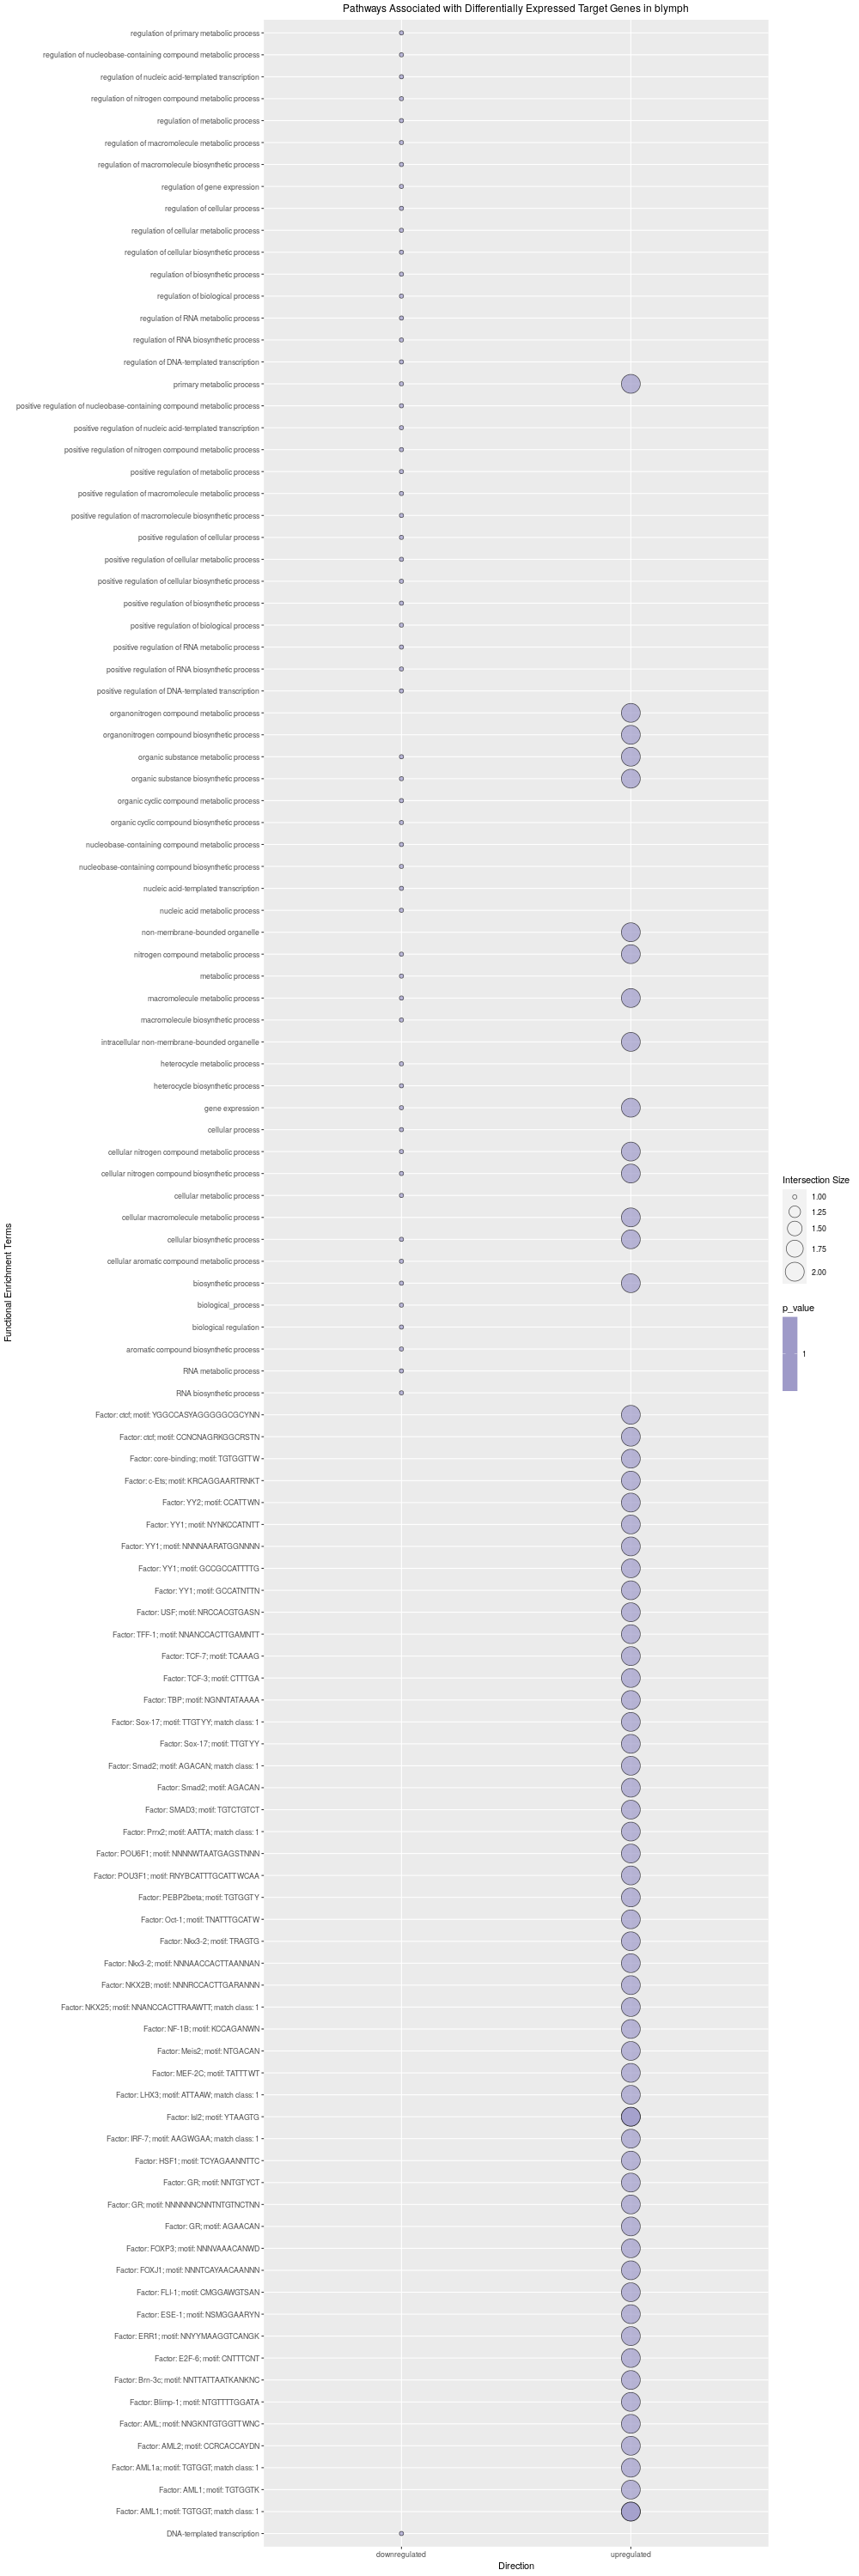 Pathways Associated with Differentially Expressed Target Genes in blymph
regulation of primary metabolic process
regulation of nucleobase-containing compound metabolic process
regulation of nucleic acid-templated transcription
regulation of nitrogen compound metabolic process
regulation of metabolic process
regulation of macromolecule metabolic process
regulation of macromolecule biosynthetic process
regulation of gene expression
regulation of cellular process
regulation of cellular metabolic process
regulation of cellular biosynthetic process
regulation of biosynthetic process
regulation of biological process
regulation of RNA metabolic process
regulation of RNA biosynthetic process
regulation of DNA-templated transcription
primary metabolic process
positive regulation of nucleobase-containing compound metabolic process
positive regulation of nucleic acid-templated transcription
positive regulation of nitrogen compound metabolic process
positive regulation of metabolic process
positive regulation of macromolecule metabolic process
positive regulation of macromolecule biosynthetic process
positive regulation of cellular process
positive regulation of cellular metabolic process
positive regulation of cellular biosynthetic process
positive regulation of biosynthetic process
positive regulation of biological process
positive regulation of RNA metabolic process
positive regulation of RNA biosynthetic process
positive regulation of DNA-templated transcription
organonitrogen compound metabolic process
organonitrogen compound biosynthetic process
organic substance metabolic process
organic substance biosynthetic process
organic cyclic compound metabolic process
organic cyclic compound biosynthetic process
nucleobase-containing compound metabolic process
nucleobase-containing compound biosynthetic process
nucleic acid-templated transcription
nucleic acid metabolic process
non-membrane-bounded organelle
nitrogen compound metabolic process
metabolic process
macromolecule metabolic process
macromolecule biosynthetic process
intracellular non-membrane-bounded organelle
heterocycle metabolic process
heterocycle biosynthetic process
gene expression
cellular process
cellular nitrogen compound metabolic process
cellular nitrogen compound biosynthetic process
cellular metabolic process
cellular macromolecule metabolic process
cellular biosynthetic process
cellular aromatic compound metabolic process
biosynthetic process
biological_process
biological regulation
aromatic compound biosynthetic process
RNA metabolic process
RNA biosynthetic process
Factor: ctcf; motif: YGGCCASYAGGGGGCGCYNN
Factor: ctcf; motif: CCNCNAGRKGGCRSTN
Factor: core-binding; motif: TGTGGTTW
Factor: c-Ets; motif: KRCAGGAARTRNKT
Factor: YY2; motif: CCATTWN
Factor: YY1; motif: NYNKCCATNTT
Factor: YY1; motif: NNNNAARATGGNNNN
Factor: YY1; motif: GCCGCCATTTTG
Factor: YY1; motif: GCCATNTTN
Factor: USF; motif: NRCCACGTGASN
Factor: TFF-1; motif: NNANCCACTTGAMNTT
Factor: TCF-7; motif: TCAAAG
Factor: TCF-3; motif: CTTTGA
Factor: TBP; motif: NGNNTATAAAA
Factor: Sox-17; motif: TTGTYY; match class: 1
Factor: Sox-17; motif: TTGTYY
Factor: Smad2; motif: AGACAN; match class: 1
Factor: Smad2; motif: AGACAN
Factor: SMAD3; motif: TGTCTGTCT
Factor: Prrx2; motif: AATTA; match class: 1
Factor: POU6F1; motif: NNNNWTAATGAGSTNNN
Factor: POU3F1; motif: RNYBCATTTGCATTWCAA
Factor: PEBP2beta; motif: TGTGGTY
Factor: Oct-1; motif: TNATTTGCATW
Factor: Nkx3-2; motif: TRAGTG
Factor: Nkx3-2; motif: NNNAACCACTTAANNAN
Factor: NKX2B; motif: NNNRCCACTTGARANNN
Factor: NKX25; motif: NNANCCACTTRAAWTT; match class: 1
Factor: NF-1B; motif: KCCAGANWN
Factor: Meis2; motif: NTGACAN
Factor: MEF-2C; motif: TATTTWT
Factor: LHX3; motif: ATTAAW; match class: 1
Factor: Isl2; motif: YTAAGTG
Factor: IRF-7; motif: AAGWGAA; match class: 1
Factor: HSF1; motif: TCYAGAANNTTC
Factor: GR; motif: NNTGTYCT
Factor: GR; motif: NNNNNNCNNTNTGTNCTNN
Factor: GR; motif: AGAACAN
Factor: FOXP3; motif: NNNVAAACANWD
Factor: FOXJ1; motif: NNNTCAYAACAANNN
Factor: FLI-1; motif: CMGGAWGTSAN
Factor: ESE-1; motif: NSMGGAARYN
Factor: ERR1; motif: NNYYMAAGGTCANGK
Factor: E2F-6; motif: CNTTTCNT
Factor: Brn-3c; motif: NNTTATTAATKANKNC
Factor: Blimp-1; motif: NTGTTTTGGATA
Factor: AML; motif: NNGKNTGTGGTTWNC
Factor: AML2; motif: CCRCACCAYDN
Factor: AML1a; motif: TGTGGT; match class: 1
Factor: AML1; motif: TGTGGTK
Factor: AML1; motif: TGTGGT; match class: 1
DNA-templated transcription
downregulated
upregulated
Direction
Functional Enrichment Terms
Intersection Size
1.00
1.25
1.50
1.75
2.00
p_value
1